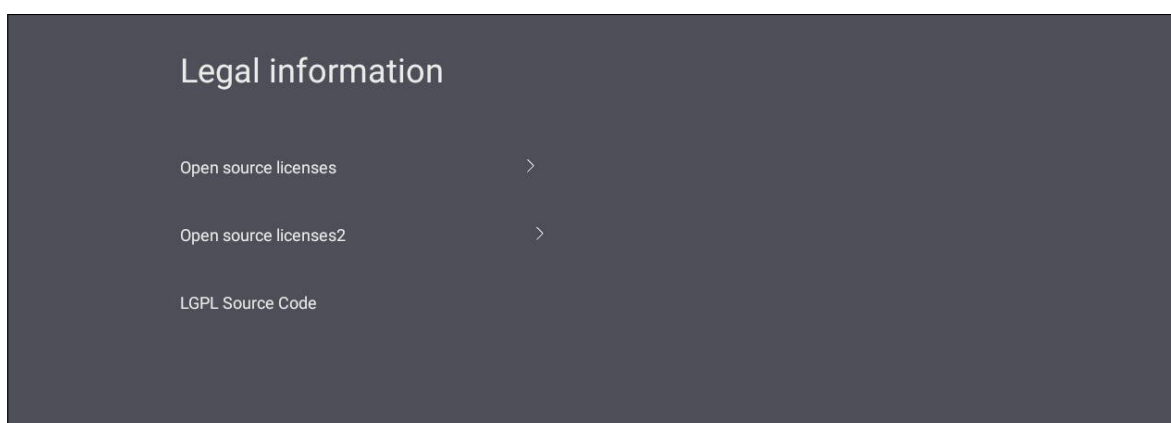 Legal information
Open source licenses
Open source licenses2
LGPL Source Code